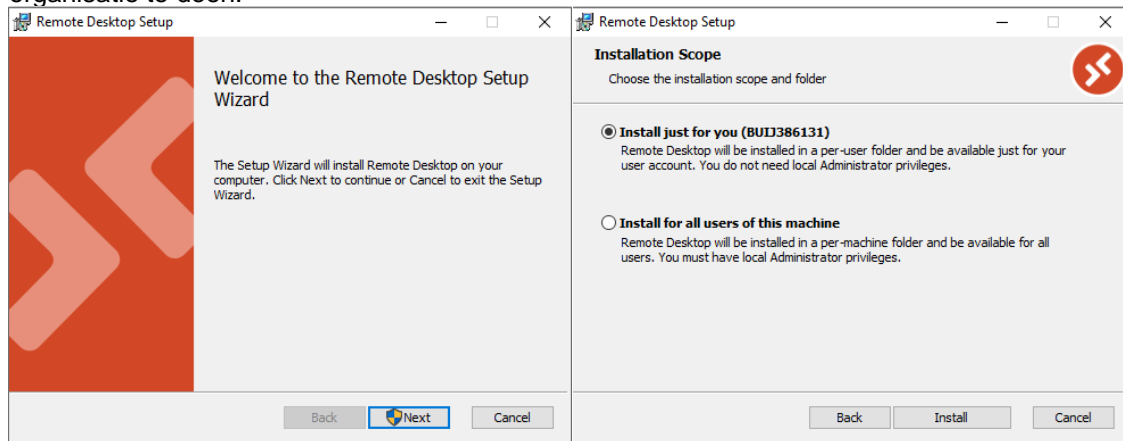 organisatie te doen.
Remote Desktop Setup
Welcome to the Remote Desktop Setup
Wizard
The Setup Wizard will install Remote Desktop on your
computer. Click Next to continue or Cancel to exit the Setup
Wizard.
Back
Next
Cancel
Remote Desktop Setup
Installation Scope
Choose the installation scope and folder
Install just for you (BUIJ386131)
Remote Desktop will be installed in a per-user folder and be available just for your
user account. You do not need local Administrator privileges.
Install for all users of this machine
Remote Desktop will be installed in a per-machine folder and be available for all
users. You must have local Administrator privileges.
Back
Install
Cancel